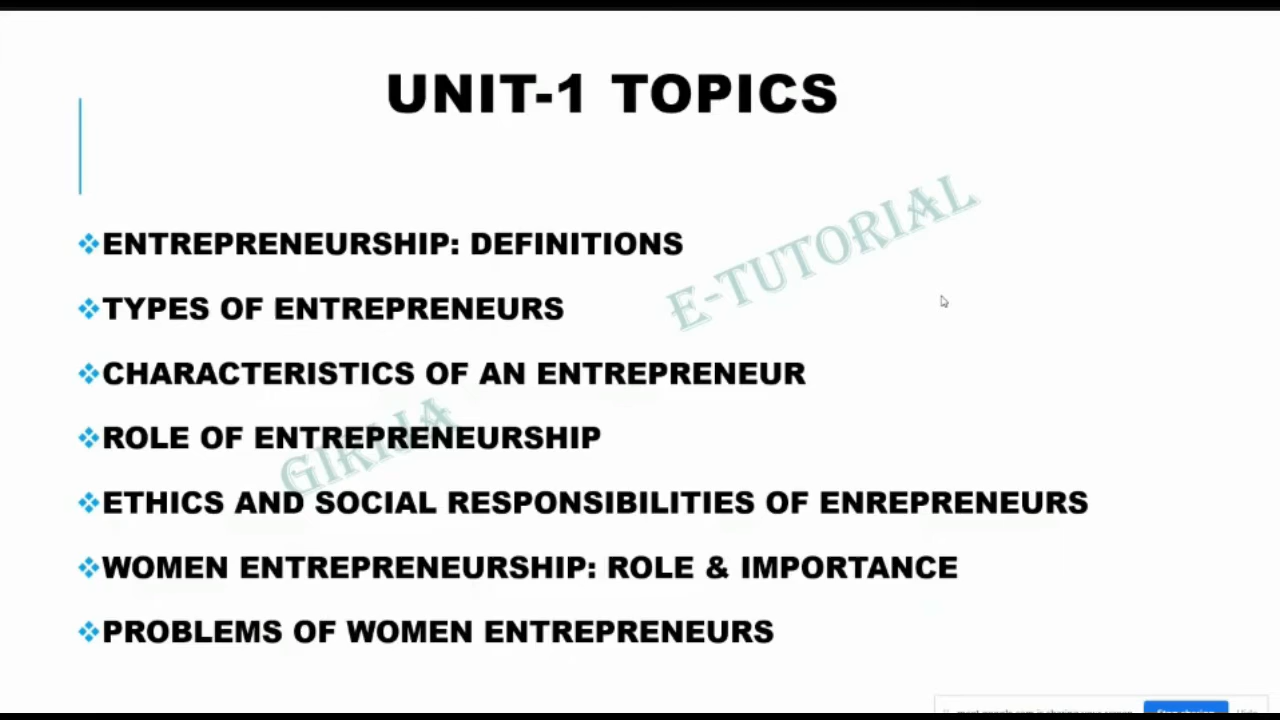 UNIT-1 TOPICS
E-TUTORIAL
ENTREPRENEURSHIP: DEFINITIONS
TYPES OF ENTREPRENEURS
CHARACTERISTICS OF AN ENTREPRENEUR
GIRIJA
ROLE OF ENTREPRENEURSHIP
ETHICS AND SOCIAL RESPONSIBILITIES OF ENREPRENEURS
WOMEN ENTREPRENEURSHIP: ROLE & IMPORTANCE
PROBLEMS OF WOMEN ENTREPRENEURS